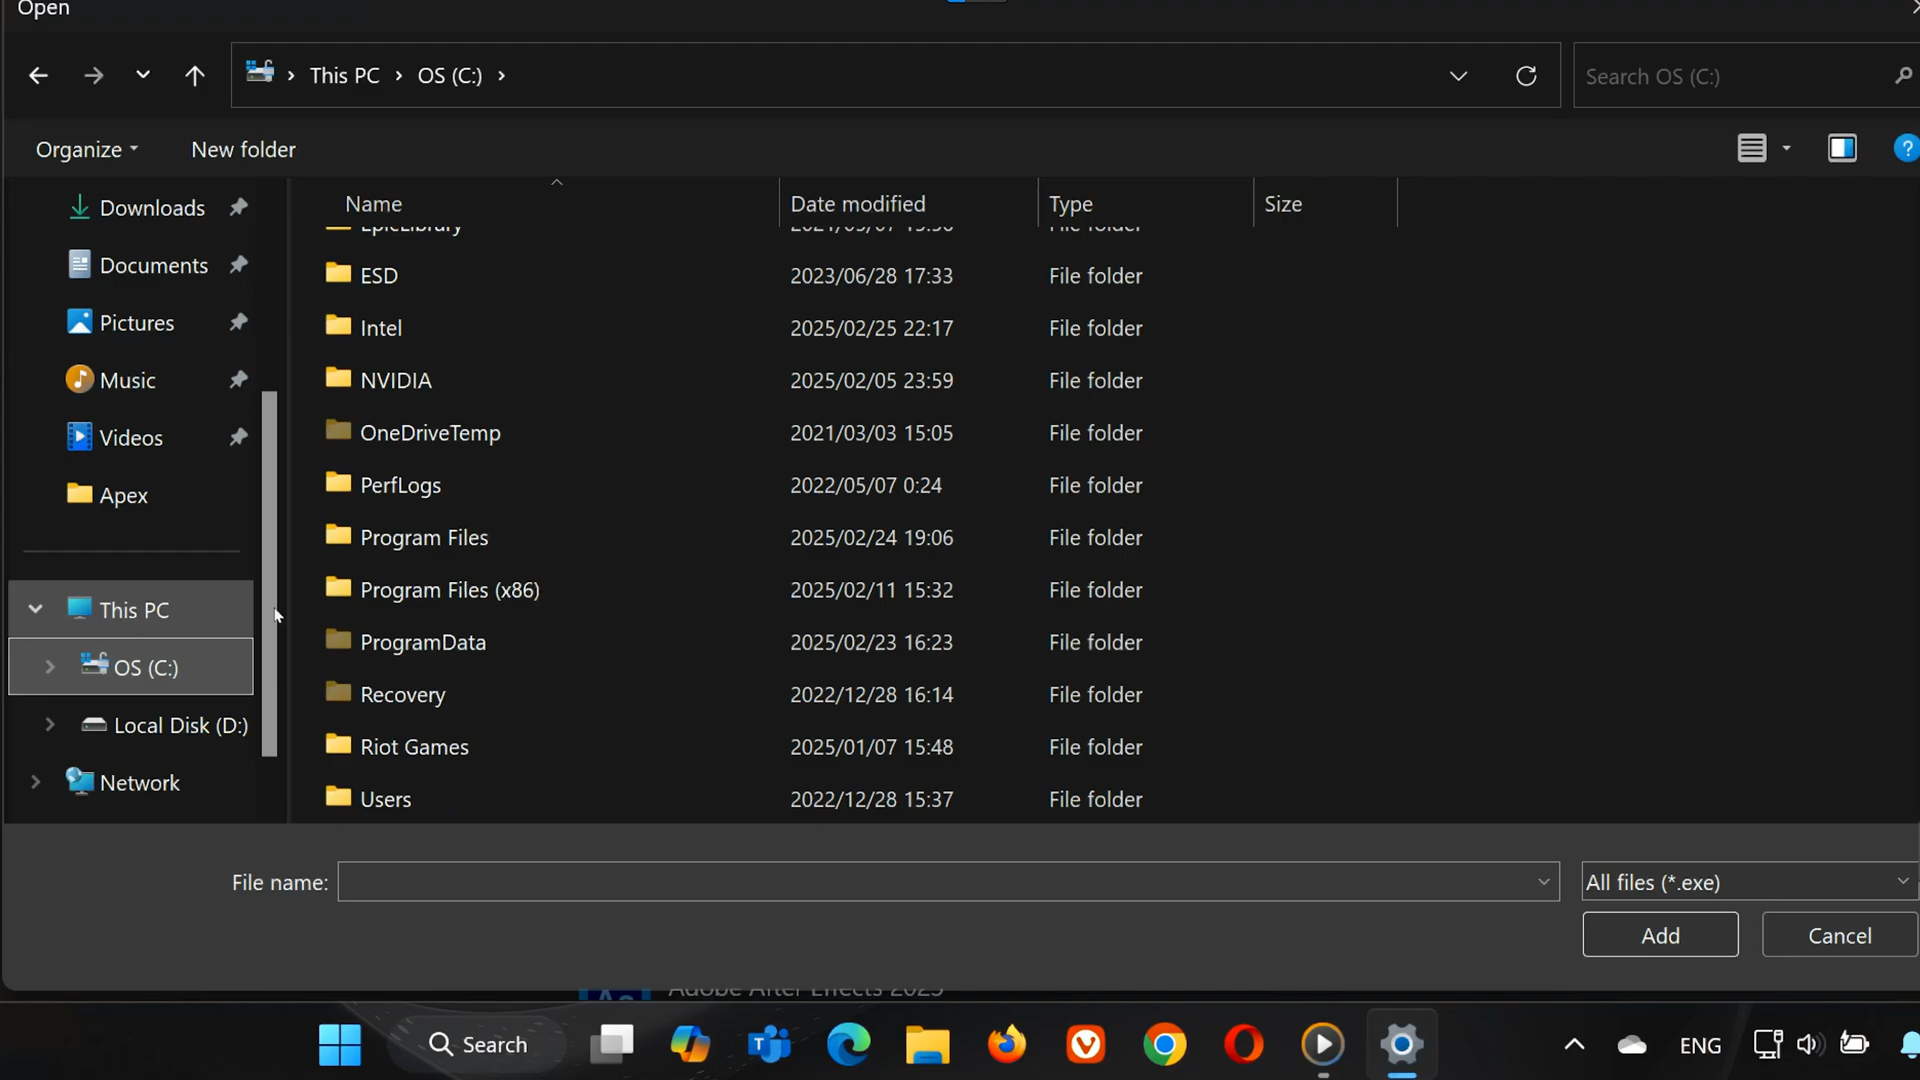 Open
This PC
OS (C:)
Search OS (C:)
Organize
New folder
Downloads
Documents
Pictures
Music
Videos
Apex
This PC
OS (C:)
Local Disk (D:)
Network
Name Date modified Type Size
EpicLibrary
ESD 2023/06/28 17:33 File folder
Intel 2025/02/25 22:17 File folder
NVIDIA 2025/02/05 23:59 File folder
OneDriveTemp 2021/03/03 15:05 File folder
PerfLogs 2022/05/07 0:24 File folder
Program Files 2025/02/24 19:06 File folder
Program Files (x86) 2025/02/11 15:32 File folder
ProgramData 2025/02/23 16:23 File folder
Recovery 2022/12/28 16:14 File folder
Riot Games 2025/01/07 15:48 File folder
Users 2022/12/28 15:37 File folder
File name:
All files (*.exe)
Add
Cancel
Adobe After Effects 2025
Search
ENG